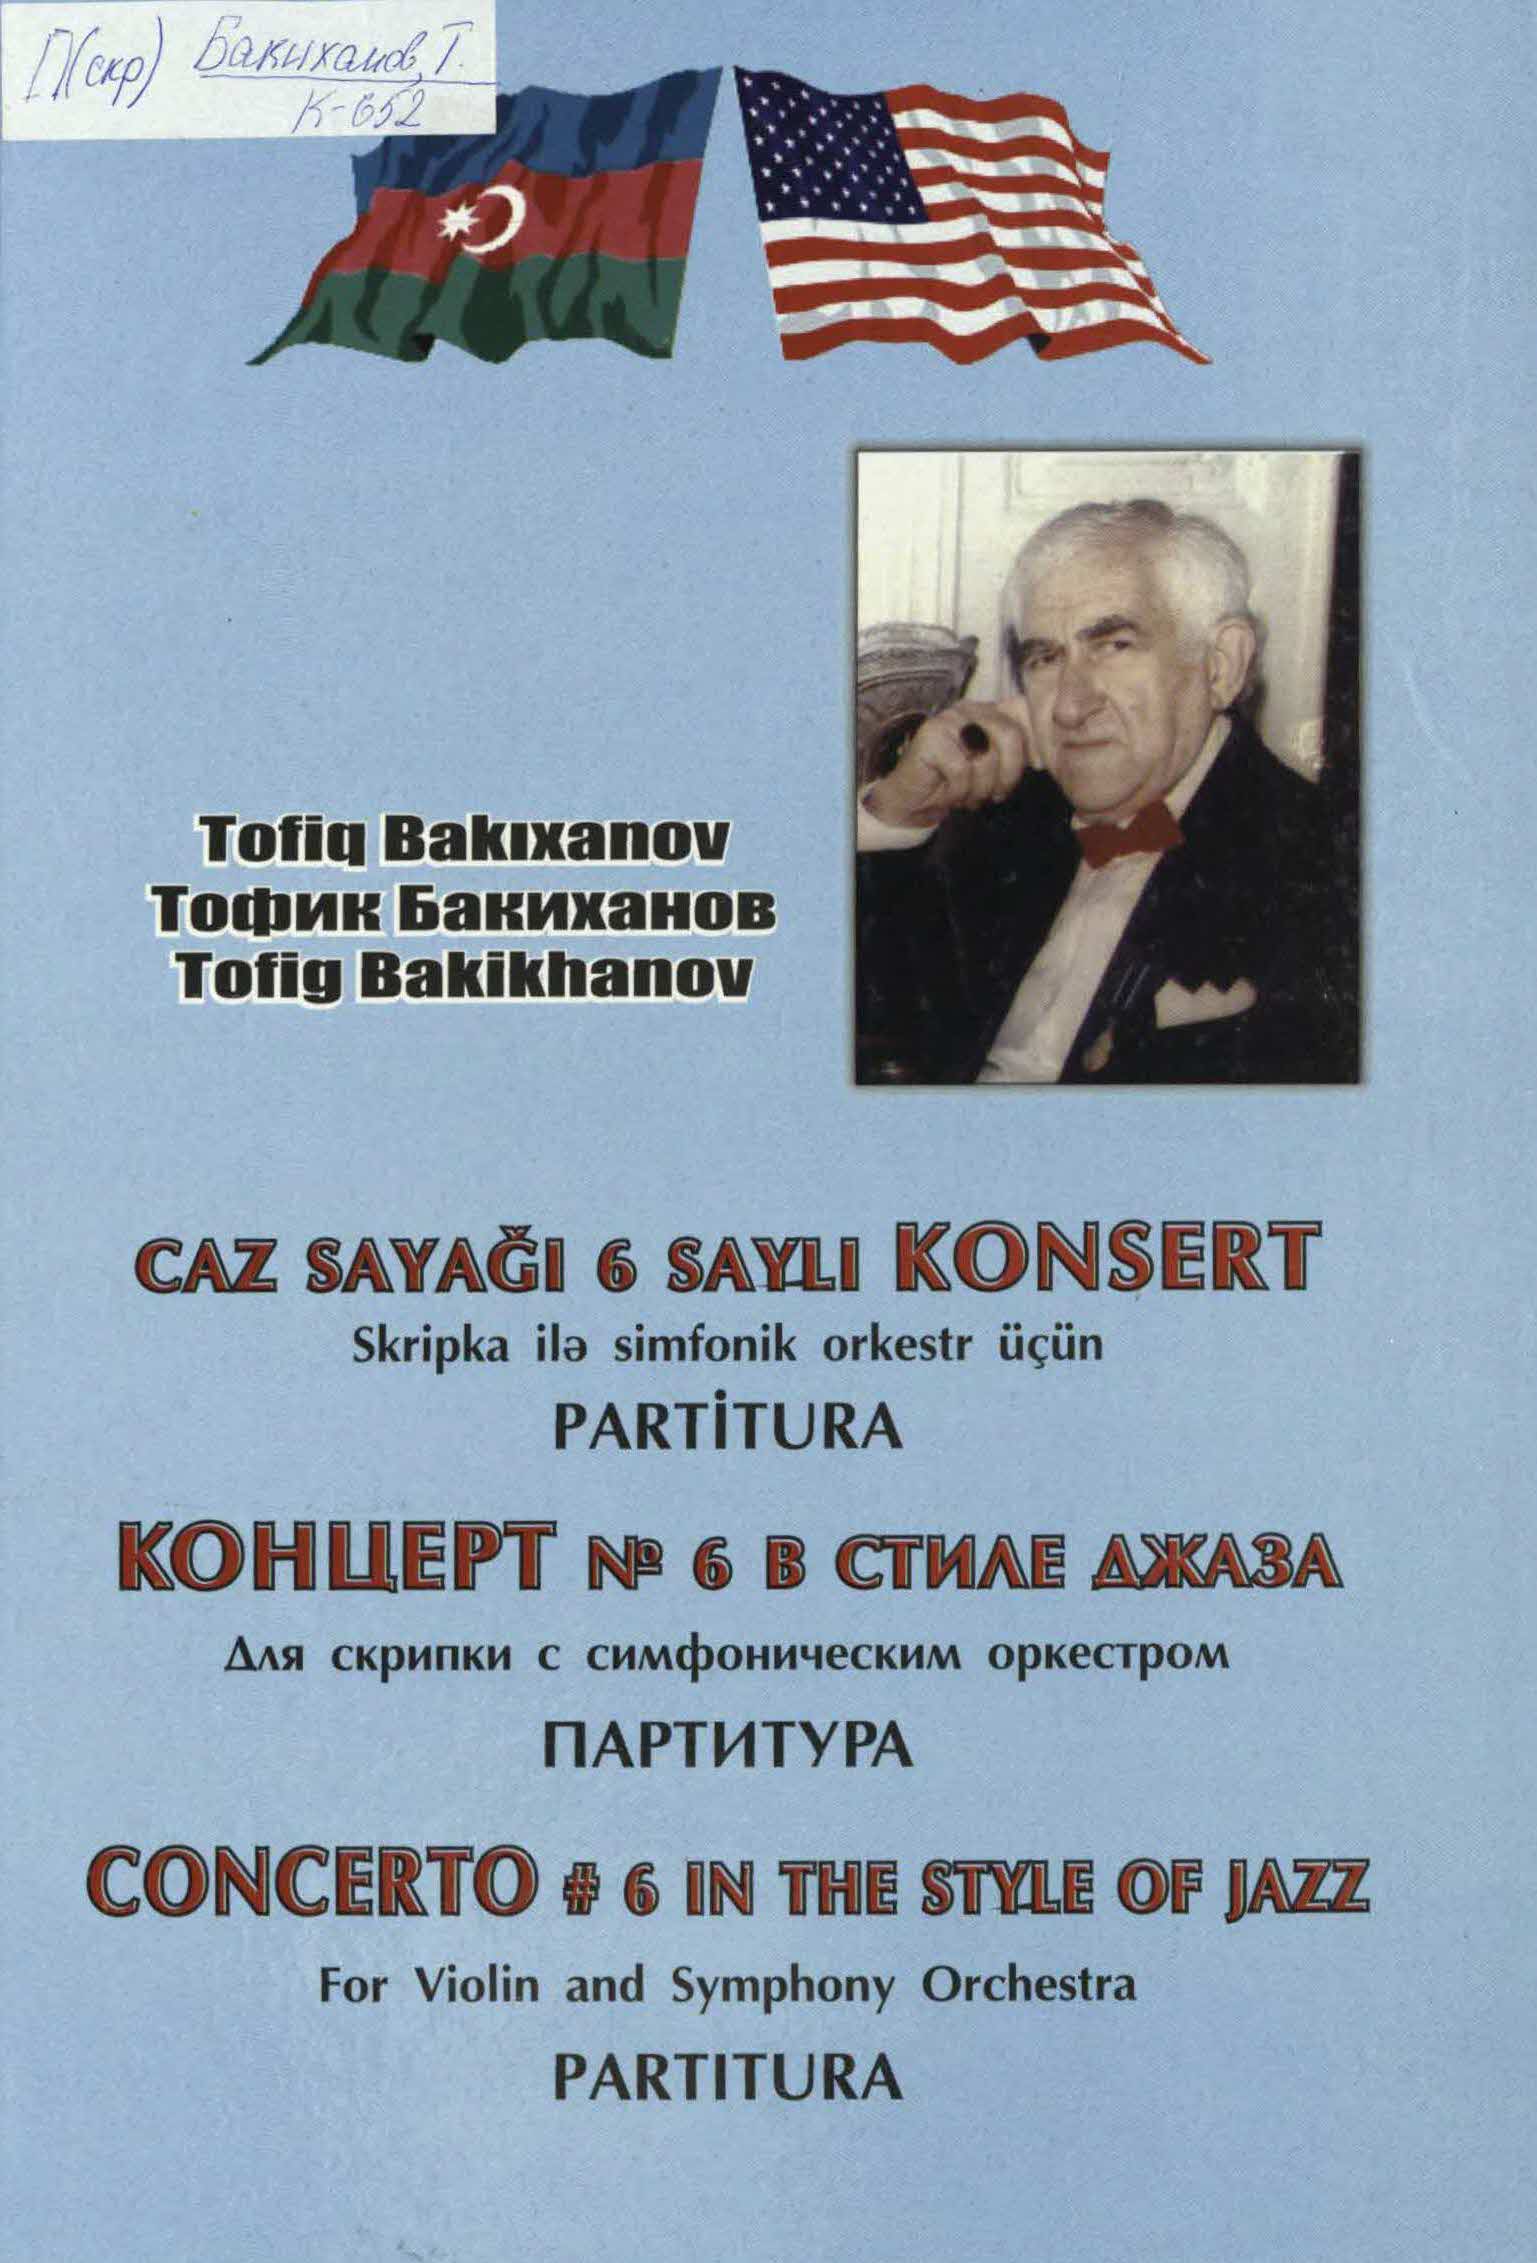 П(скр) Бакиханов, Т.
К-652
Tofiq Bakıxanov
Тофик Бакиханов
Tofig Bakikhanov
CAZ SAYAĞI 6 SAYLI KONSERT
Skripka ilə simfonik orkestr üçün
PARTİTURA
КОНЦЕРТ № 6 В СТИЛЕ ДЖАЗА
Для скрипки с симфоническим оркестром
ПАРТИТУРА
CONCERTO # 6 IN THE STYLE OF JAZZ
For Violin and Symphony Orchestra
PARTITURA